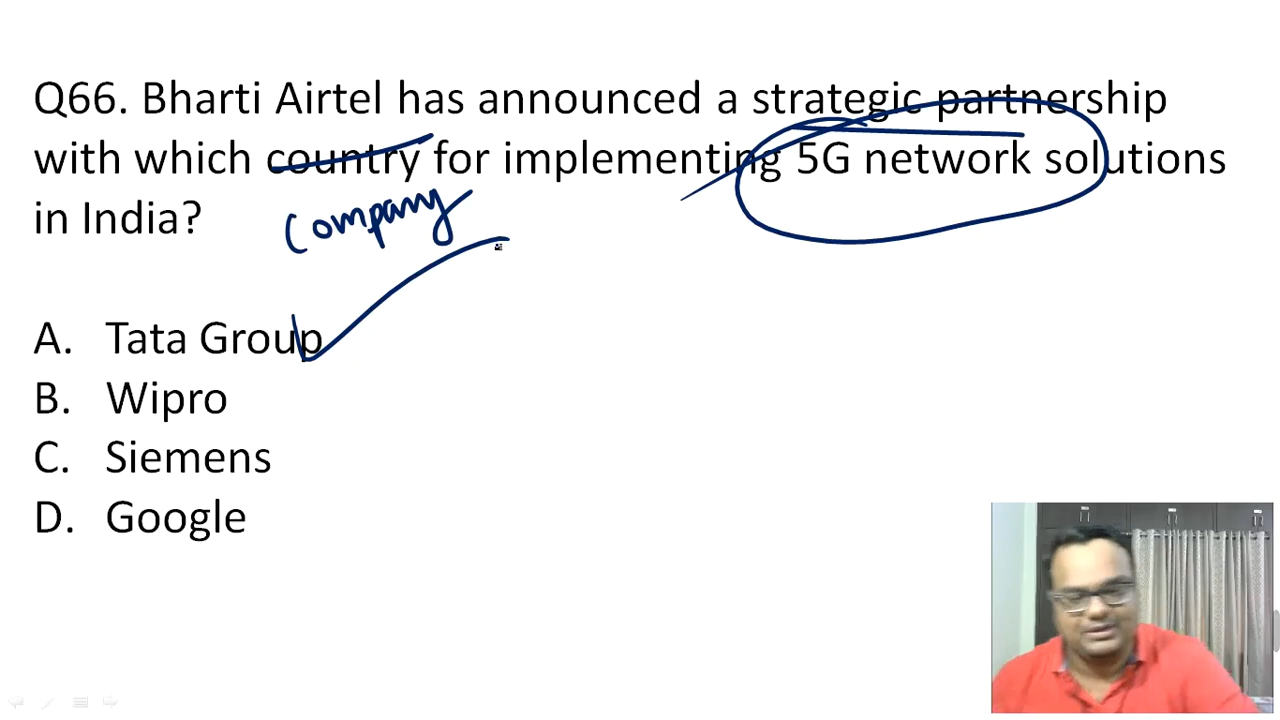 Q66. Bharti Airtel has announced a strategic partnership
with which country for implementing 5G network solutions
in India?
Company
A. Tata Group
B. Wipro
C. Siemens
D. Google